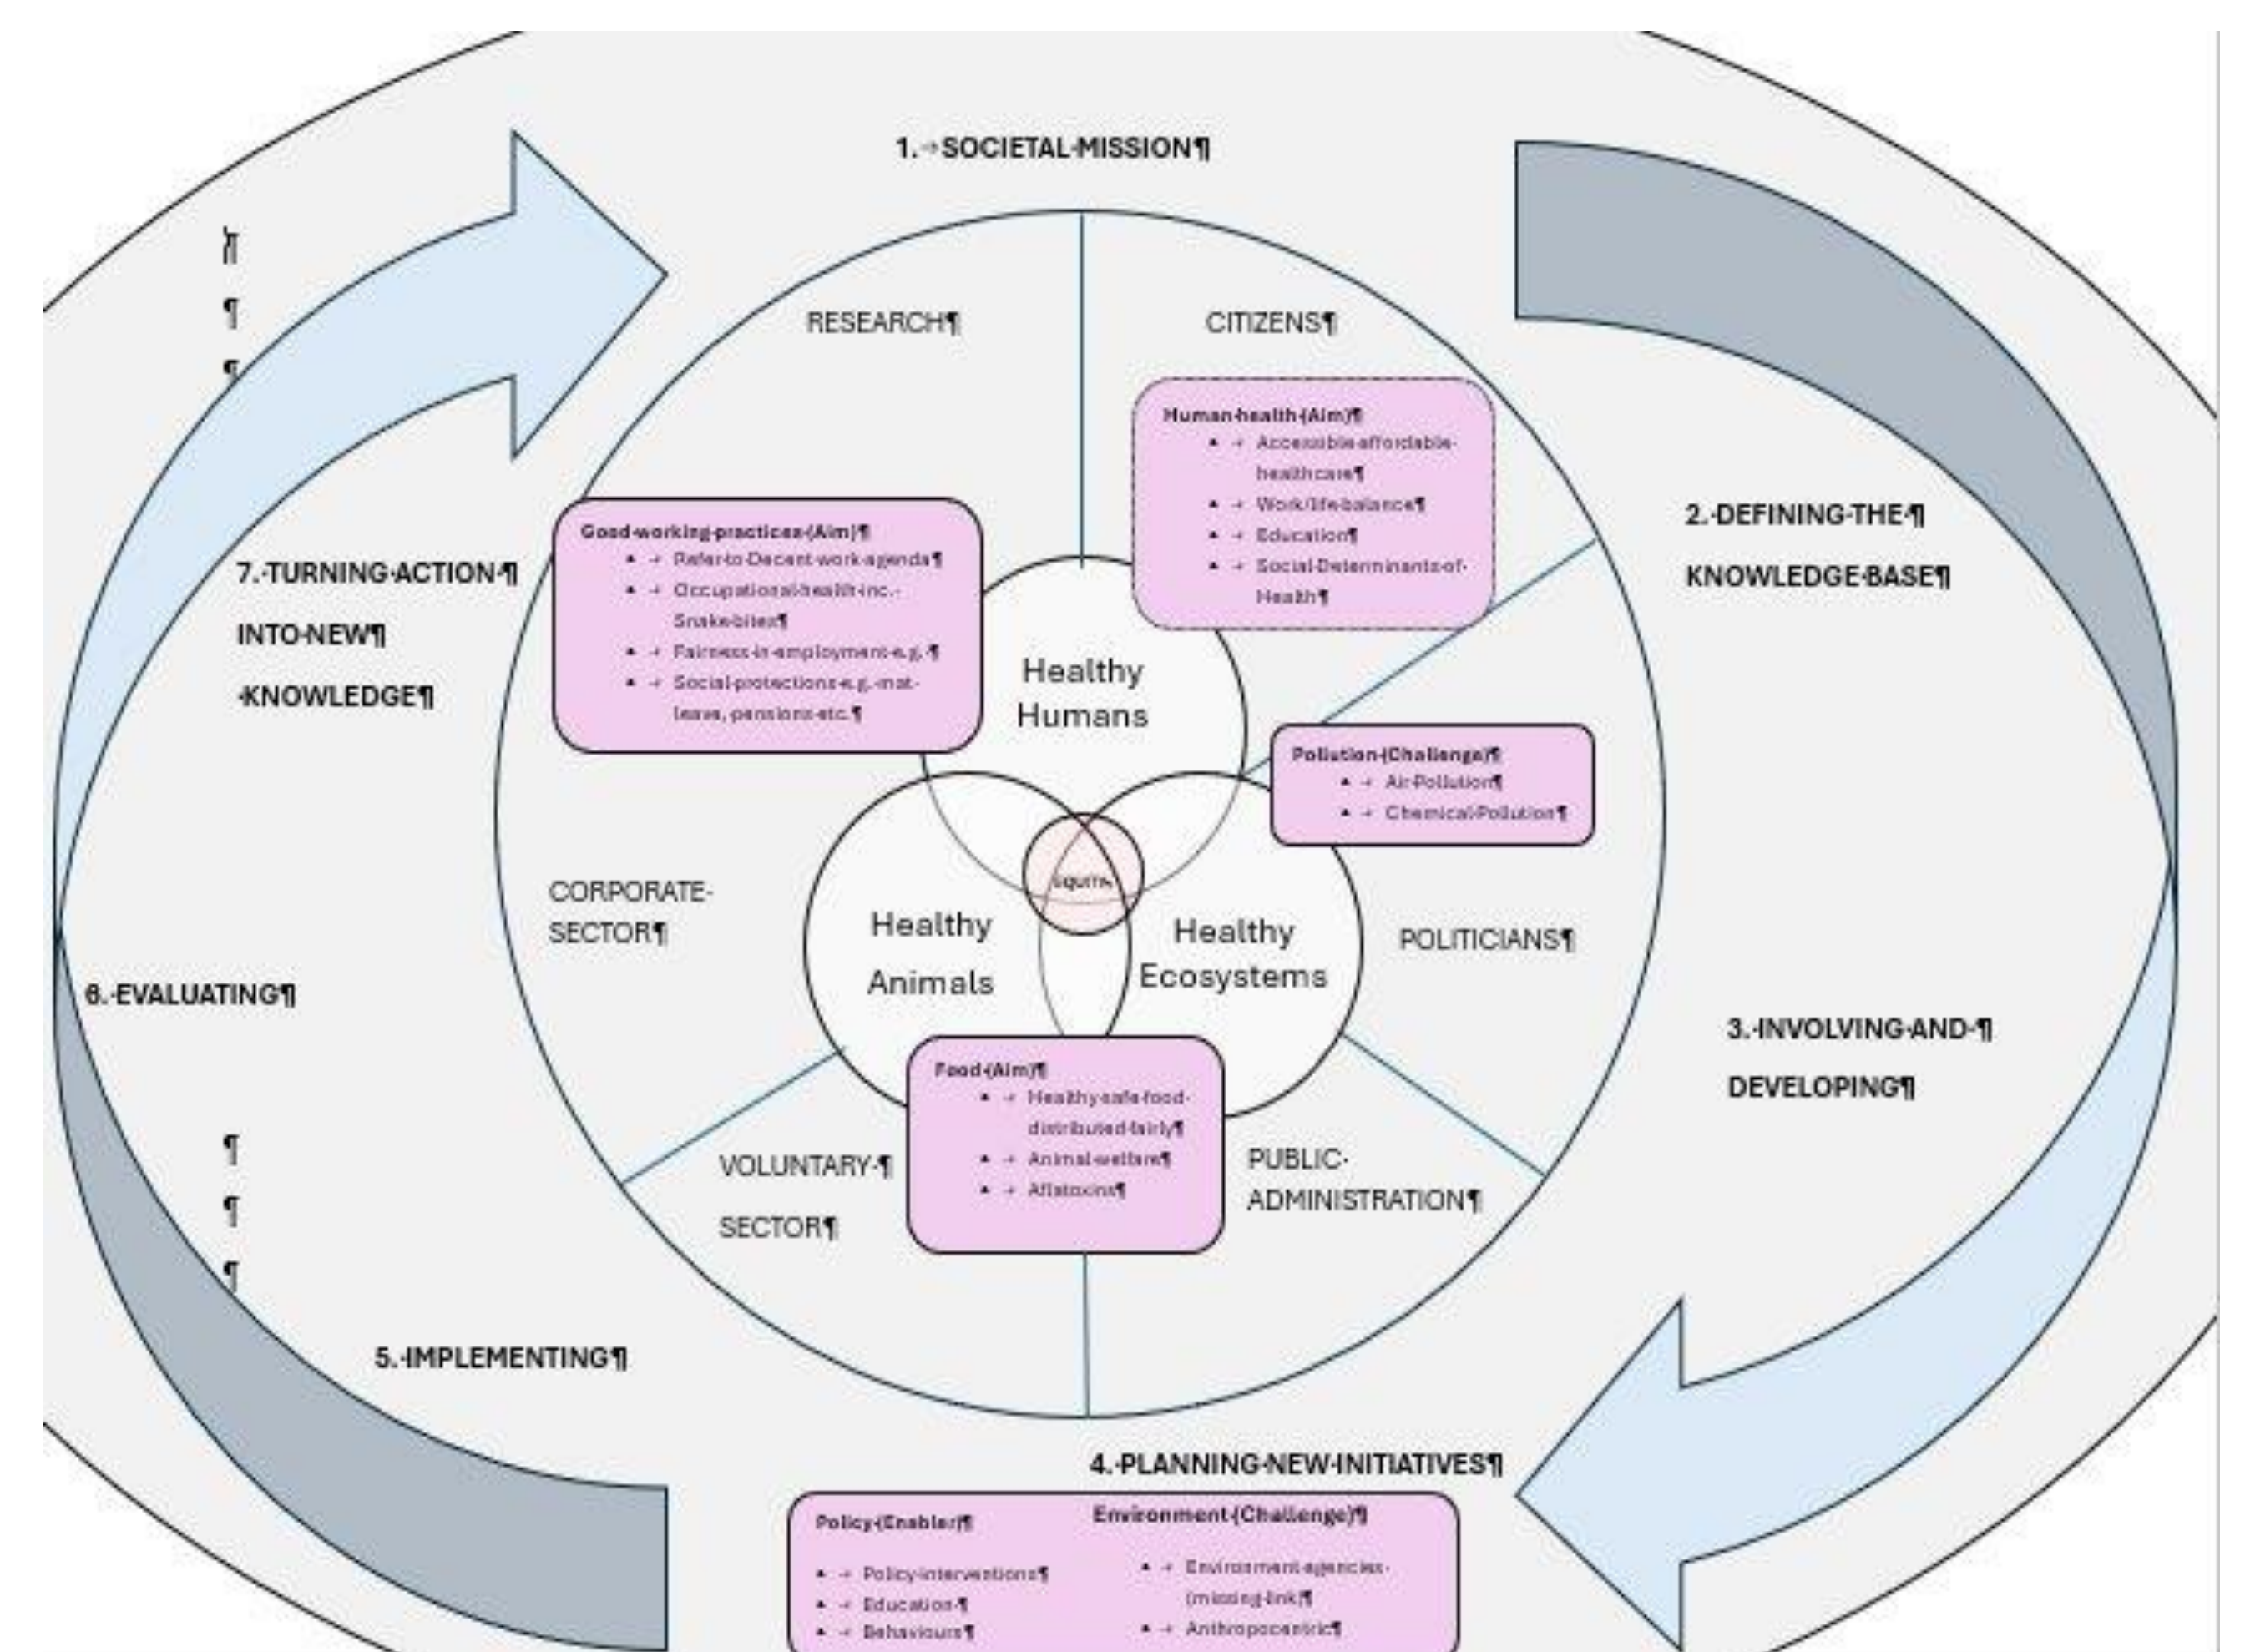 1. SOCIETAL MISSION¶
RESEARCH¶
CITIZENS¶
Human health (Aim)¶
Accessible affordable
healthcare¶
Work/life balance¶
Education¶
Social Determinants of
Health¶
2. DEFINING THE ¶
KNOWLEDGE BASE¶
Good working practices (Aim)¶
Refer to Decent work agenda¶
Occupational health inc.
Snake bites¶
Fairness in employment e.g. ¶
Social protections e.g. mat
leave, pensions etc.¶
7. TURNING ACTION ¶
INTO NEW¶
KNOWLEDGE¶
Healthy
Humans
Pollution (Challenge)¶
Air Pollution¶
Chemical Pollution¶
EQUITY
CORPORATE
SECTOR¶
Healthy
Animals
Healthy
Ecosystems
POLITICIANS¶
6. EVALUATING¶
3. INVOLVING AND ¶
DEVELOPING¶
Food (Aim)¶
Healthy safe food
distributed fairly¶
Animal welfare¶
Aflatoxins¶
VOLUNTARY ¶
SECTOR¶
PUBLIC
ADMINISTRATION¶
5. IMPLEMENTING¶
4. PLANNING NEW INITIATIVES¶
Policy (Enabler)¶
Policy interventions¶
Education ¶
Behaviours¶
Environment (Challenge)¶
Environment agencies
(missing link)¶
Anthropocentric¶